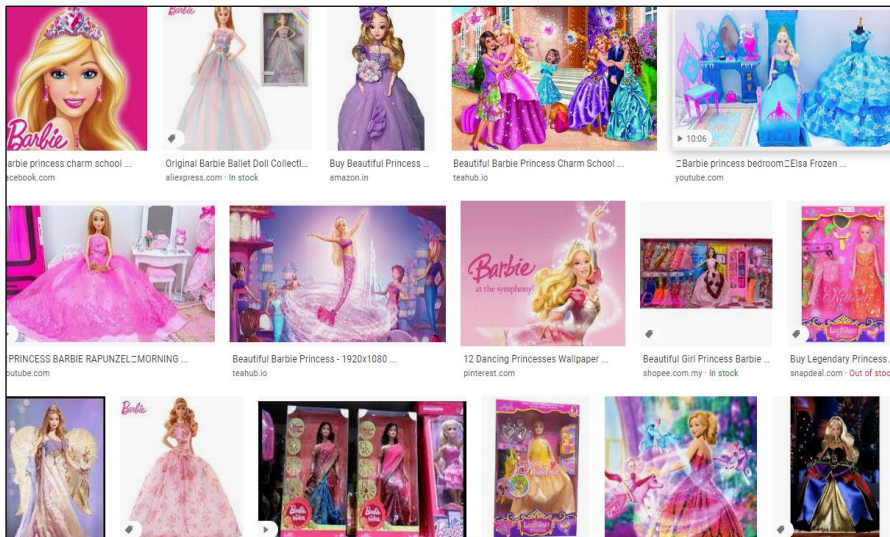 Barbie
Barbie
arbie princess charm school ...
acebook.com
Original Barbie Ballet Doll Collecti...
aliexpress.com · In stock
Buy Beautiful Princess ...
amazon.in
Beautiful Barbie Princess Charm School ...
teahub.io
10:06
Barbie princess bedroom Elsa Frozen ...
youtube.com
Barbie
at the symphony
PRINCESS BARBIE RAPUNZEL MORNING ...
outube.com
Beautiful Barbie Princess - 1920x1080 ...
teahub.io
12 Dancing Princesses Wallpaper ...
pinterest.com
Beautiful Girl Princess Barbie ...
shopee.com.my · In stock
Buy Legendary Princess.
snapdeal.com · Out of stoc
Barbie